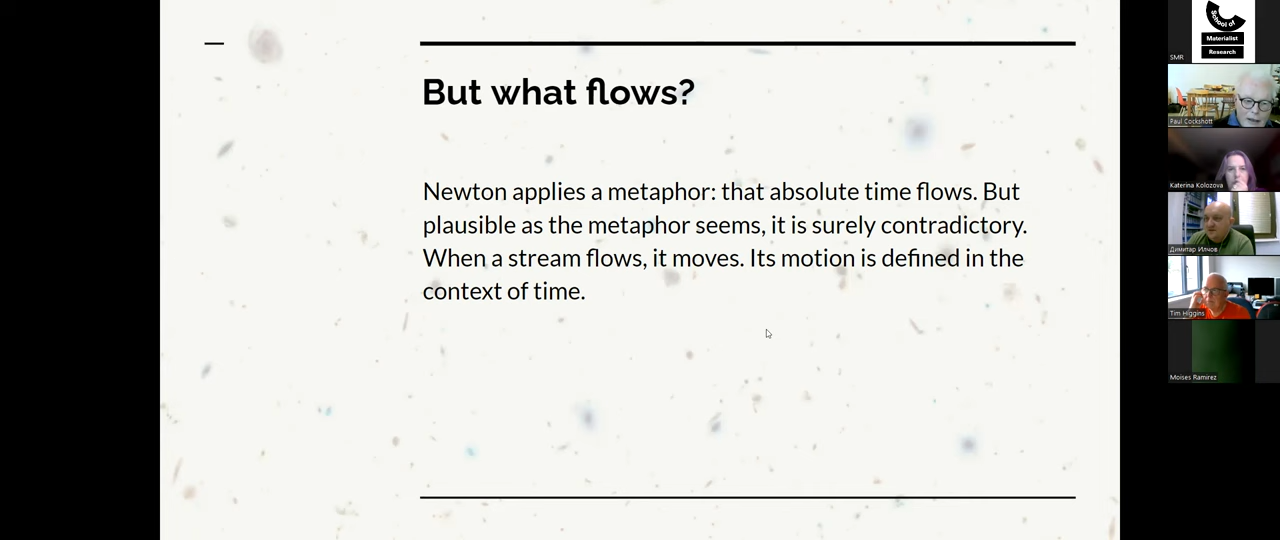 But what flows?
Newton applies a metaphor: that absolute time flows. But
plausible as the metaphor seems, it is surely contradictory.
When a stream flows, it moves. Its motion is defined in the
context of time.
School of
Materialist
Research
SMR
Paul Cockshott
Katerina Kolozova
Димитар Илчов
Tim Higgins
Moises Ramirez